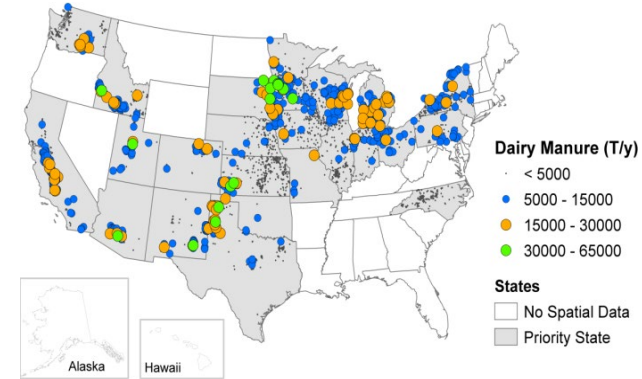 Dairy Manure (T/y)
< 5000
5000 - 15000
15000 - 30000
30000 - 65000
States
No Spatial Data
Priority State
Alaska
Hawaii